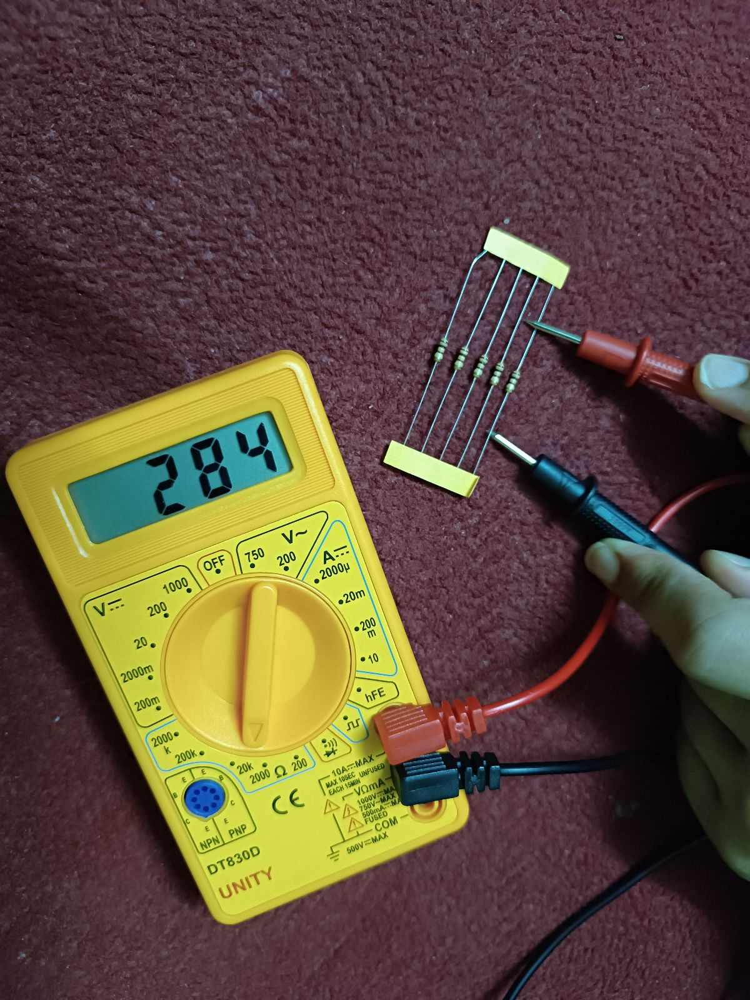 284
OFF
750
V~
200
A⎓
2000µ
20m
200
m
10
hFE
V⎓
1000
200
20
2000m
200m
2000
k
200k
20k
2000
Ω
200
E
E
B
B
C
C
E
E
NPN
PNP
CE
10A⎓MAX
MAX 10SEC UNFUSED
EACH 15MIN
VΩmA
1000V⎓
750V~MAX
500mA⎓
FUSED
COM
500V≂MAX
DT830D
UNITY